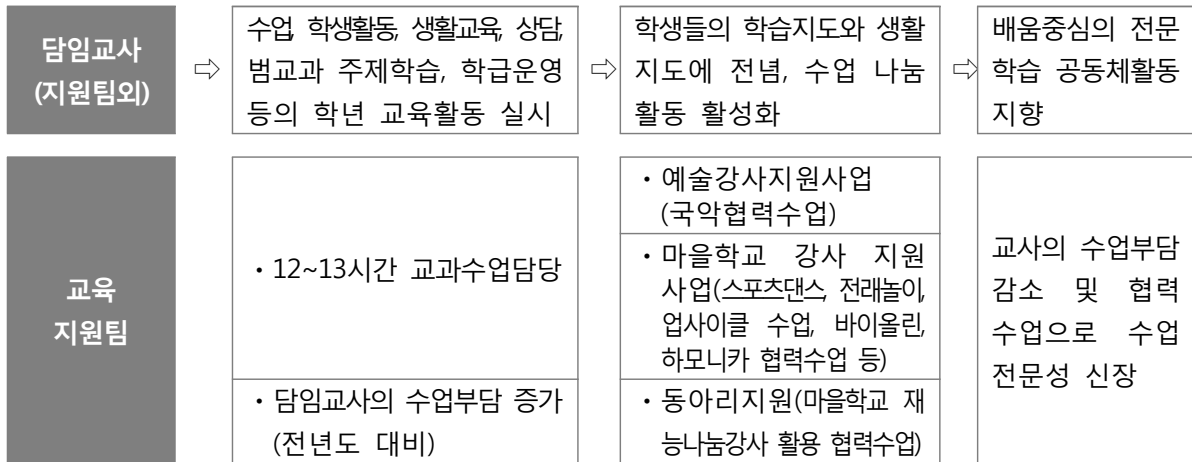 담임교사
(지원팀외)
⇨
수업, 학생활동, 생활교육, 상담,
범교과 주제학습, 학급운영
등의 학년 교육활동 실시
⇨
학생들의 학습지도와 생활
지도에 전념, 수업 나눔
활동 활성화
⇨
배움중심의 전문
학습 공동체활동
지향
교육
지원팀
・12~13시간 교과수업담당
・담임교사의 수업부담 증가
(전년도 대비)
・예술강사지원사업
(국악협력수업)
・마을학교 강사 지원
사업(스포츠댄스, 전래놀이,
업사이클 수업, 바이올린,
하모니카 협력수업 등)
・동아리지원(마을학교 재
능나눔강사 활용 협력수업)
교사의 수업부담
감소 및 협력
수업으로 수업
전문성 신장